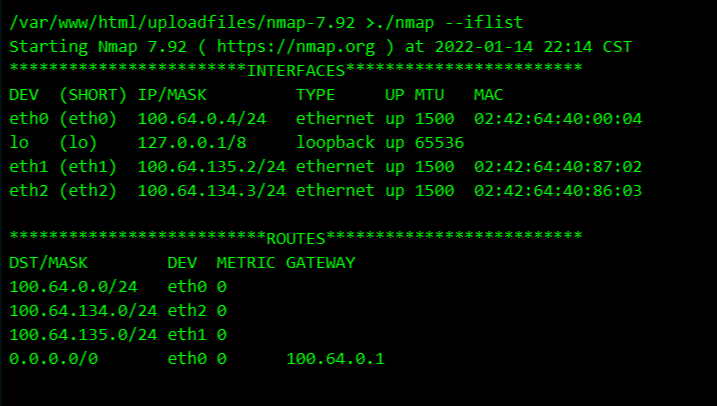 /var/www/html/uploadfiles/nmap-7.92 >./nmap --iflist
Starting Nmap 7.92 ( https://nmap.org ) at 2022-01-14 22:14 CST
************************INTERFACES************************
DEV  (SHORT) IP/MASK         TYPE     UP MTU   MAC
eth0 (eth0)  100.64.0.4/24   ethernet up 1500  02:42:64:40:00:04
lo   (lo)    127.0.0.1/8     loopback up 65536
eth1 (eth1)  100.64.135.2/24 ethernet up 1500  02:42:64:40:87:02
eth2 (eth2)  100.64.134.3/24 ethernet up 1500  02:42:64:40:86:03
**************************ROUTES**************************
DST/MASK        DEV  METRIC GATEWAY
100.64.0.0/24   eth0 0
100.64.134.0/24 eth2 0
100.64.135.0/24 eth1 0
0.0.0.0/0       eth0 0      100.64.0.1